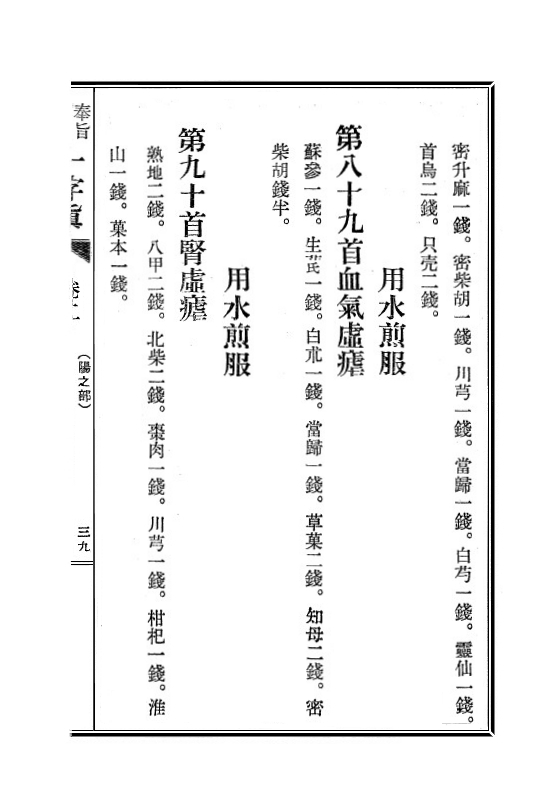 密升麻一錢。密柴胡一錢。川芎一錢。當歸一錢。白芍一錢。靈仙一錢。
首烏二錢。只壳二錢。
用水煎服
第八十九首血氣虛瘧
蘇參一錢。生芪一錢。白朮一錢。當歸一錢。草菓二錢。知母二錢。密
柴胡錢半。
用水煎服
第九十首腎虛瘧
熟地二錢。八甲二錢。北柴二錢。棗肉一錢。川芎一錢。柑杞一錢。淮
山一錢。菓本一錢。
奉旨
(陽之部)
三九